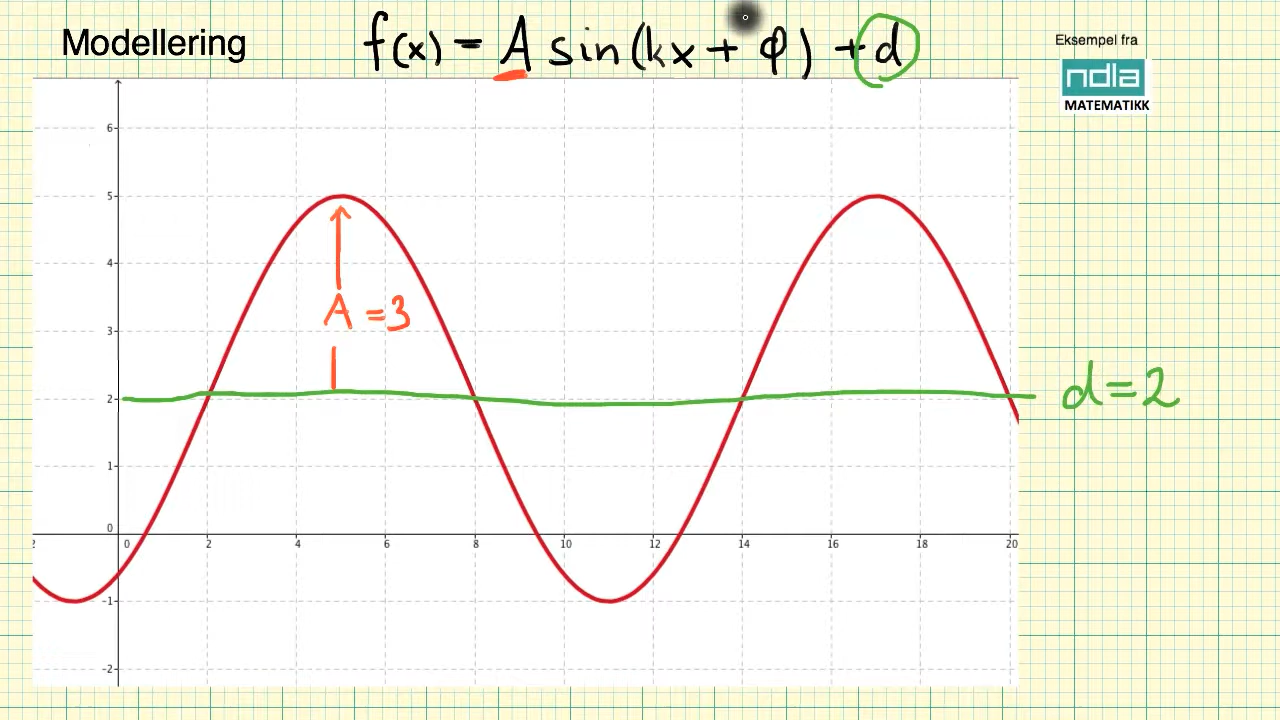 Modellering
f(x) = A sin(kx + φ) + d
Eksempel fra
ndla
MATEMATIKK
6
5
4
3
2
1
0
-1
-2
2 0 2 4 6 8 10 12 14 16 18 20
A = 3
d = 2